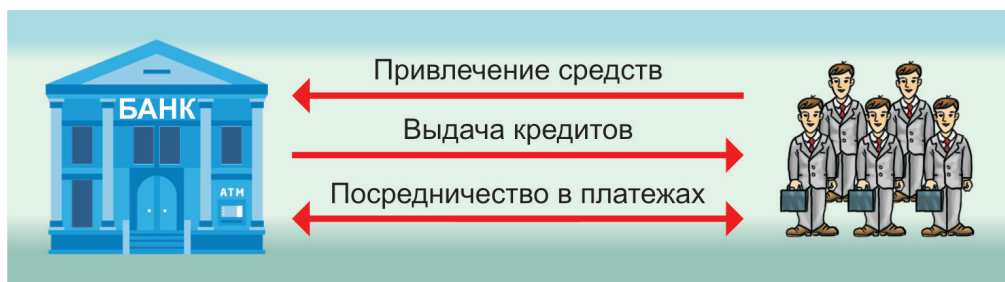 Привлечение средств
БАНК
Выдача кредитов
ATM
Посредничество в платежах